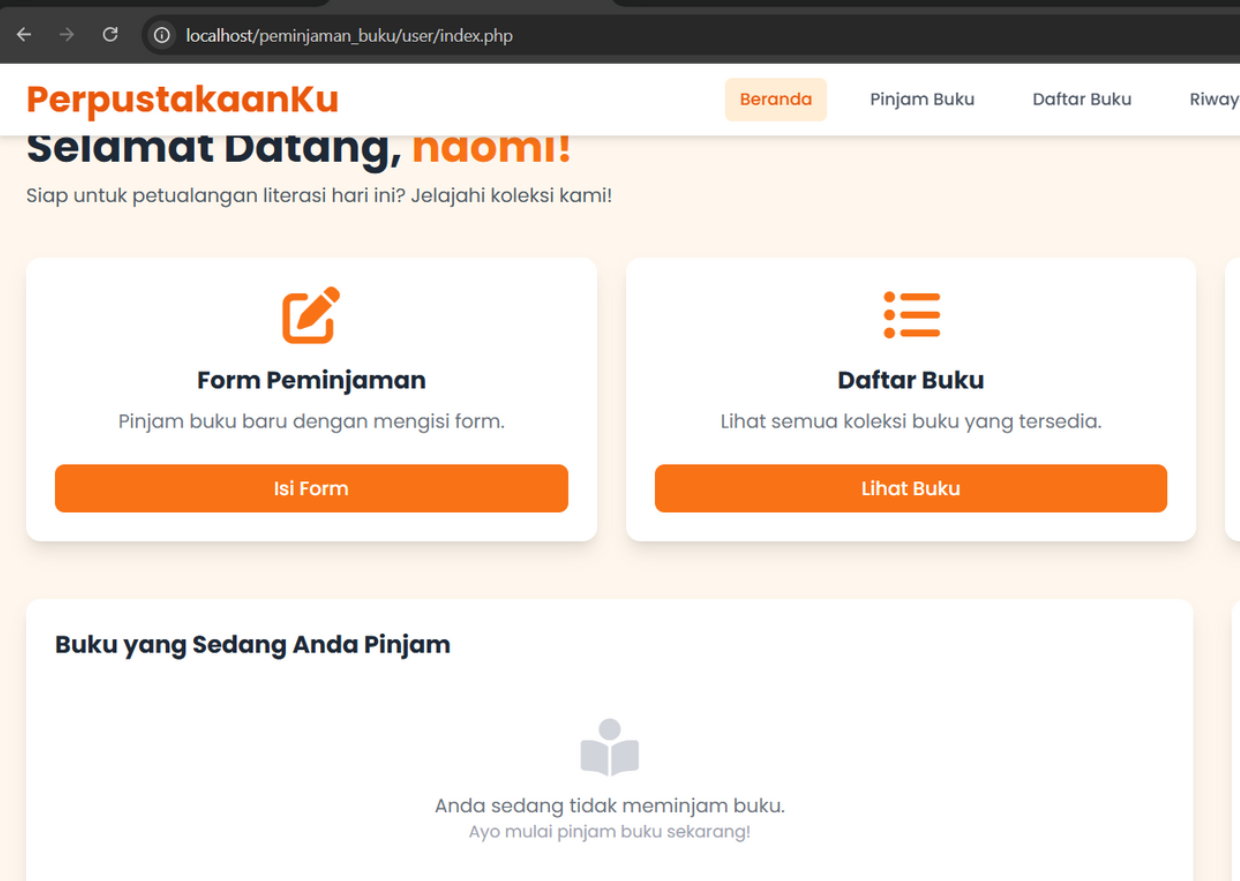 localhost/peminjaman_buku/user/index.php
PerpustakaanKu
Beranda
Pinjam Buku
Daftar Buku
Selamat Datang, naomi!
Siap untuk petualangan literasi hari ini? Jelajahi koleksi kami!
Form Peminjaman
Pinjam buku baru dengan mengisi form.
Isi Form
Daftar Buku
Lihat semua koleksi buku yang tersedia.
Lihat Buku
Buku yang Sedang Anda Pinjam
Anda sedang tidak meminjam buku.
Ayo mulai pinjam buku sekarang!